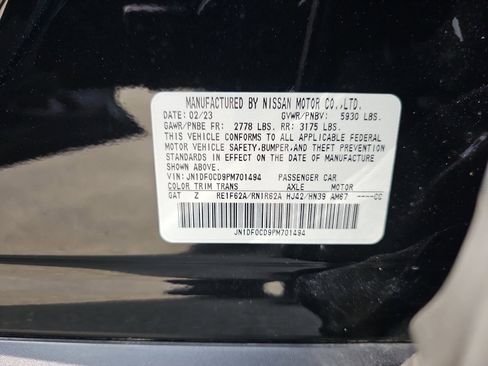 MANUFACTURED BY NISSAN MOTOR CO.,LTD.
DATE: 02/23 GVWR/PNBV: 5930 LBS.
GAWR/PNBE FR: 2778 LBS. RR: 3175 LBS.
THIS VEHICLE CONFORMS TO ALL APPLICABLE FEDERAL
MOTOR VEHICLE SAFETY, BUMPER, AND THEFT PREVENTION
STANDARDS IN EFFECT ON THE DATE OF MANUFACTURE
SHOWN ABOVE.
VIN: JN1DF0CD9PM701494 PASSENGER CAR
COLOR TRIM TRANS AXLE MOTOR
GAT Z RE1F62A/RN1R62A HJ42/HN39 AM67 ----CC
JN1DF0CD9PM701494